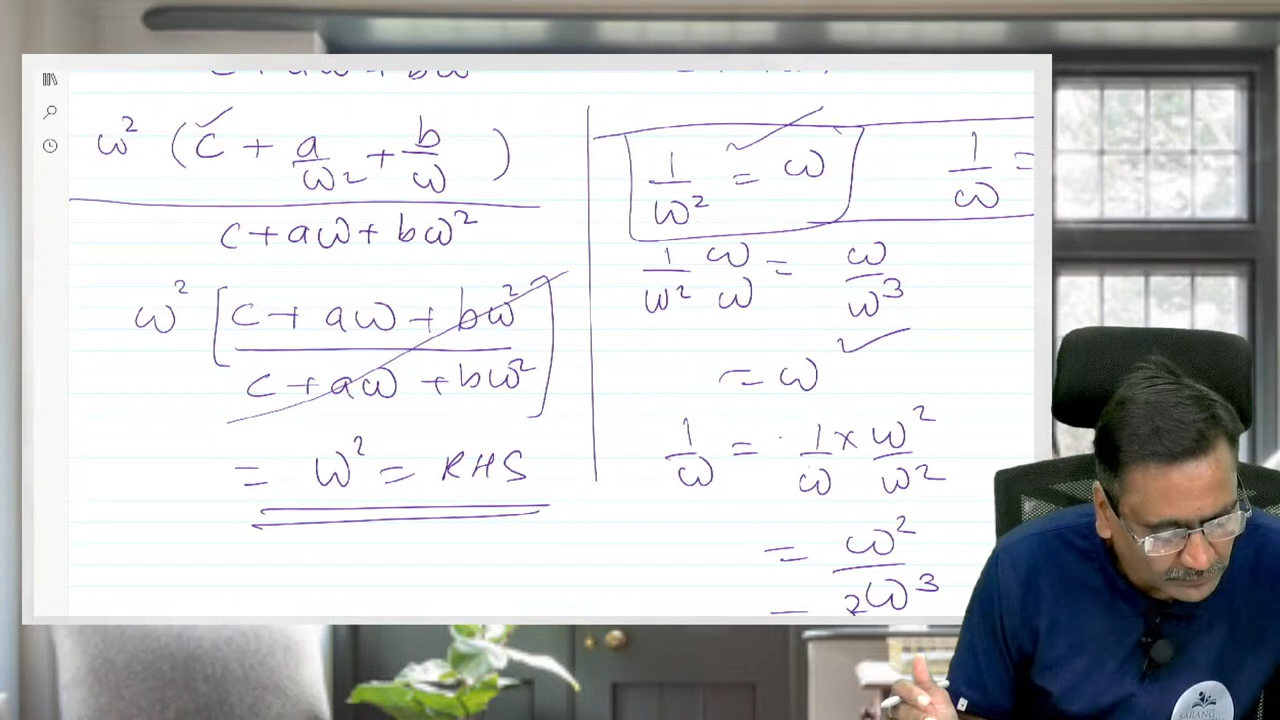 ω² (c + a/ω² + b/ω)
c + aω + bω²
ω² [c + aω + bω²
c + aω + bω²]
= ω² = RHS
1/ω² = ω
1/ω =
1/ω² ω/ω = ω/ω³
= ω
1/ω = 1/ω × ω²/ω²
= ω²/ω³
SARANG